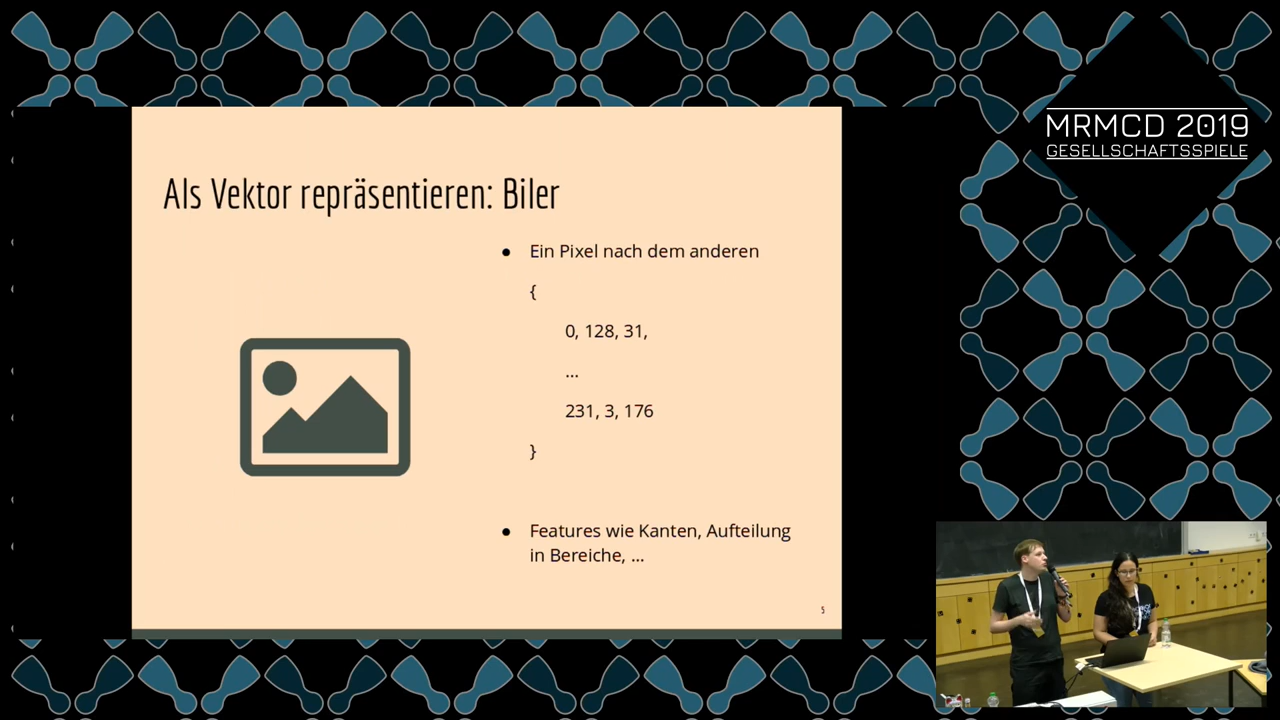 MRMCD 2019
GESELLSCHAFTSSPIELE
Als Vektor repräsentieren: Biler
● Ein Pixel nach dem anderen
{
0, 128, 31,
...
231, 3, 176
}
● Features wie Kanten, Aufteilung
in Bereiche, ...
5